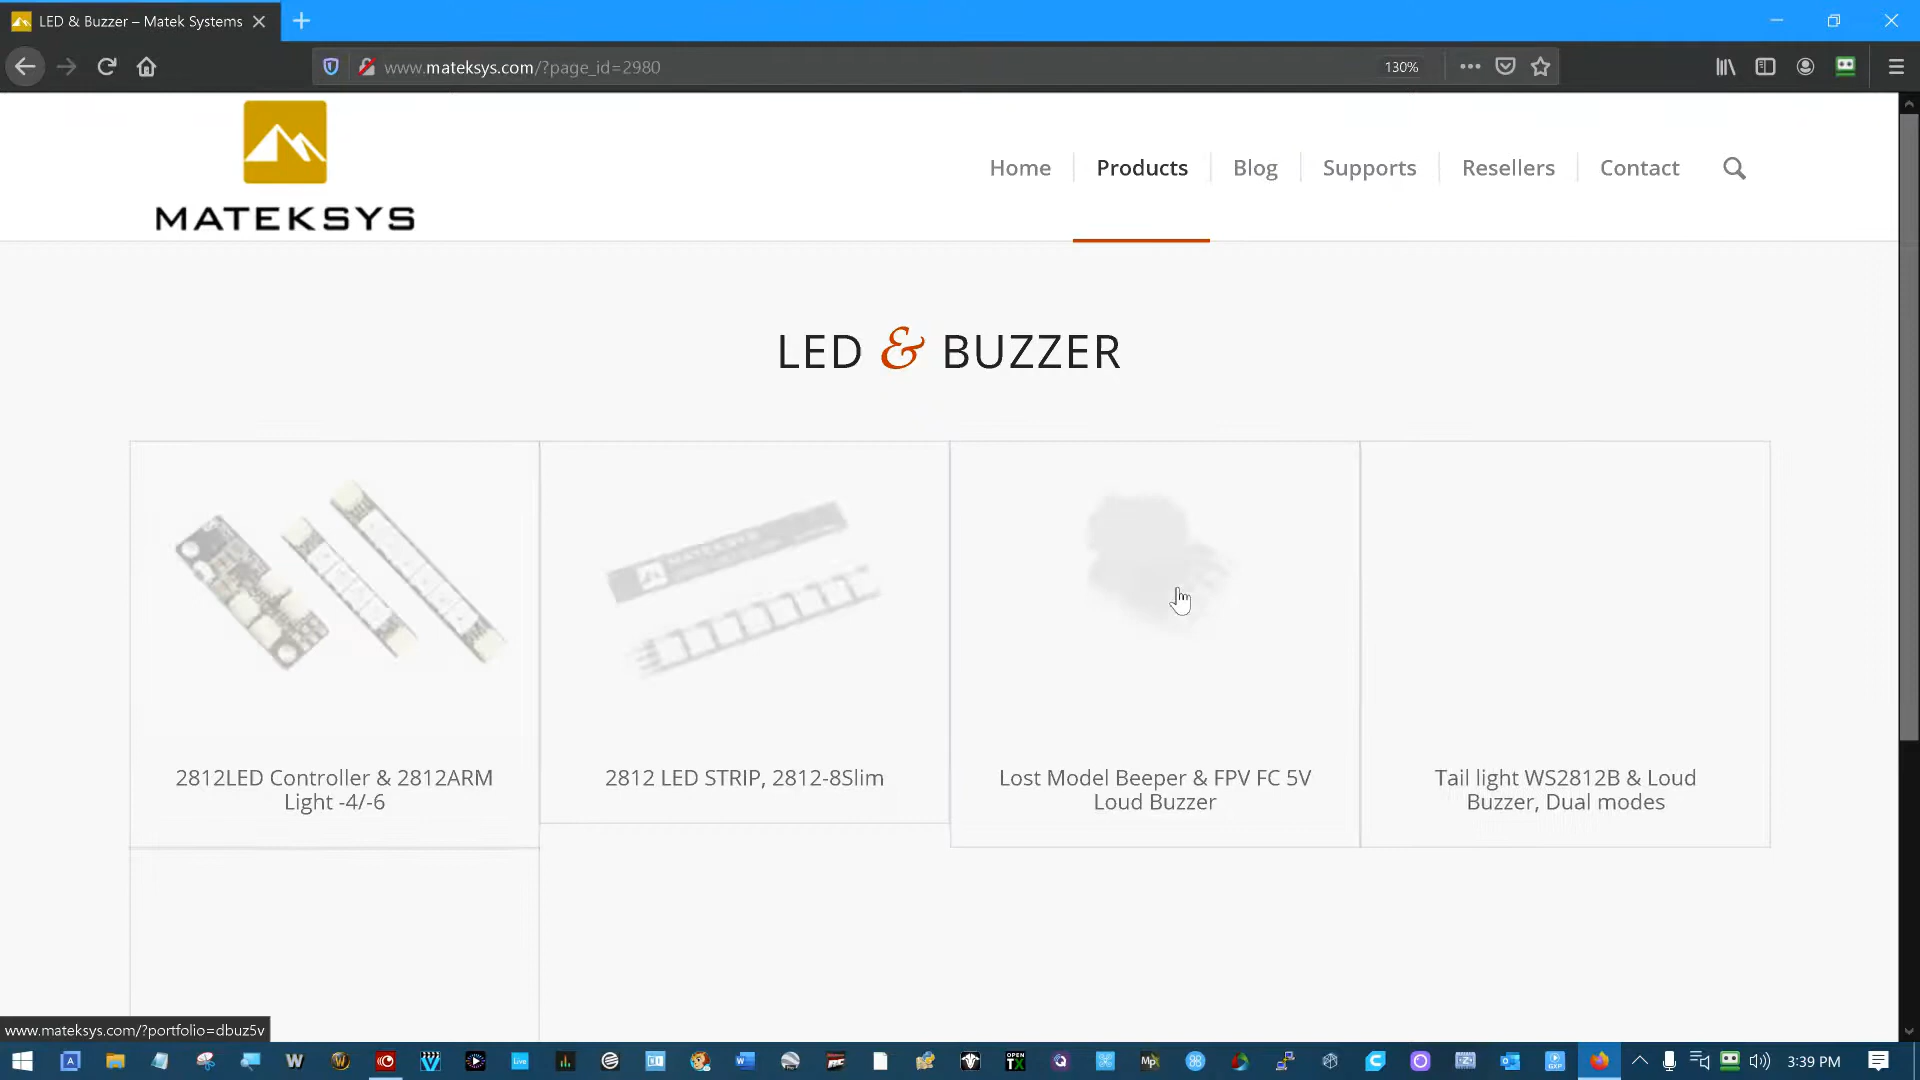 LED & Buzzer – Matek Systems
www.mateksys.com/?page_id=2980
130%
MATEKSYS
Home
Products
Blog
Supports
Resellers
Contact
LED & BUZZER
2812LED Controller & 2812ARM
Light -4/-6
2812 LED STRIP, 2812-8Slim
Lost Model Beeper & FPV FC 5V
Loud Buzzer
Tail light WS2812B & Loud
Buzzer, Dual modes
www.mateksys.com/?portfolio=dbuz5v
3:39 PM